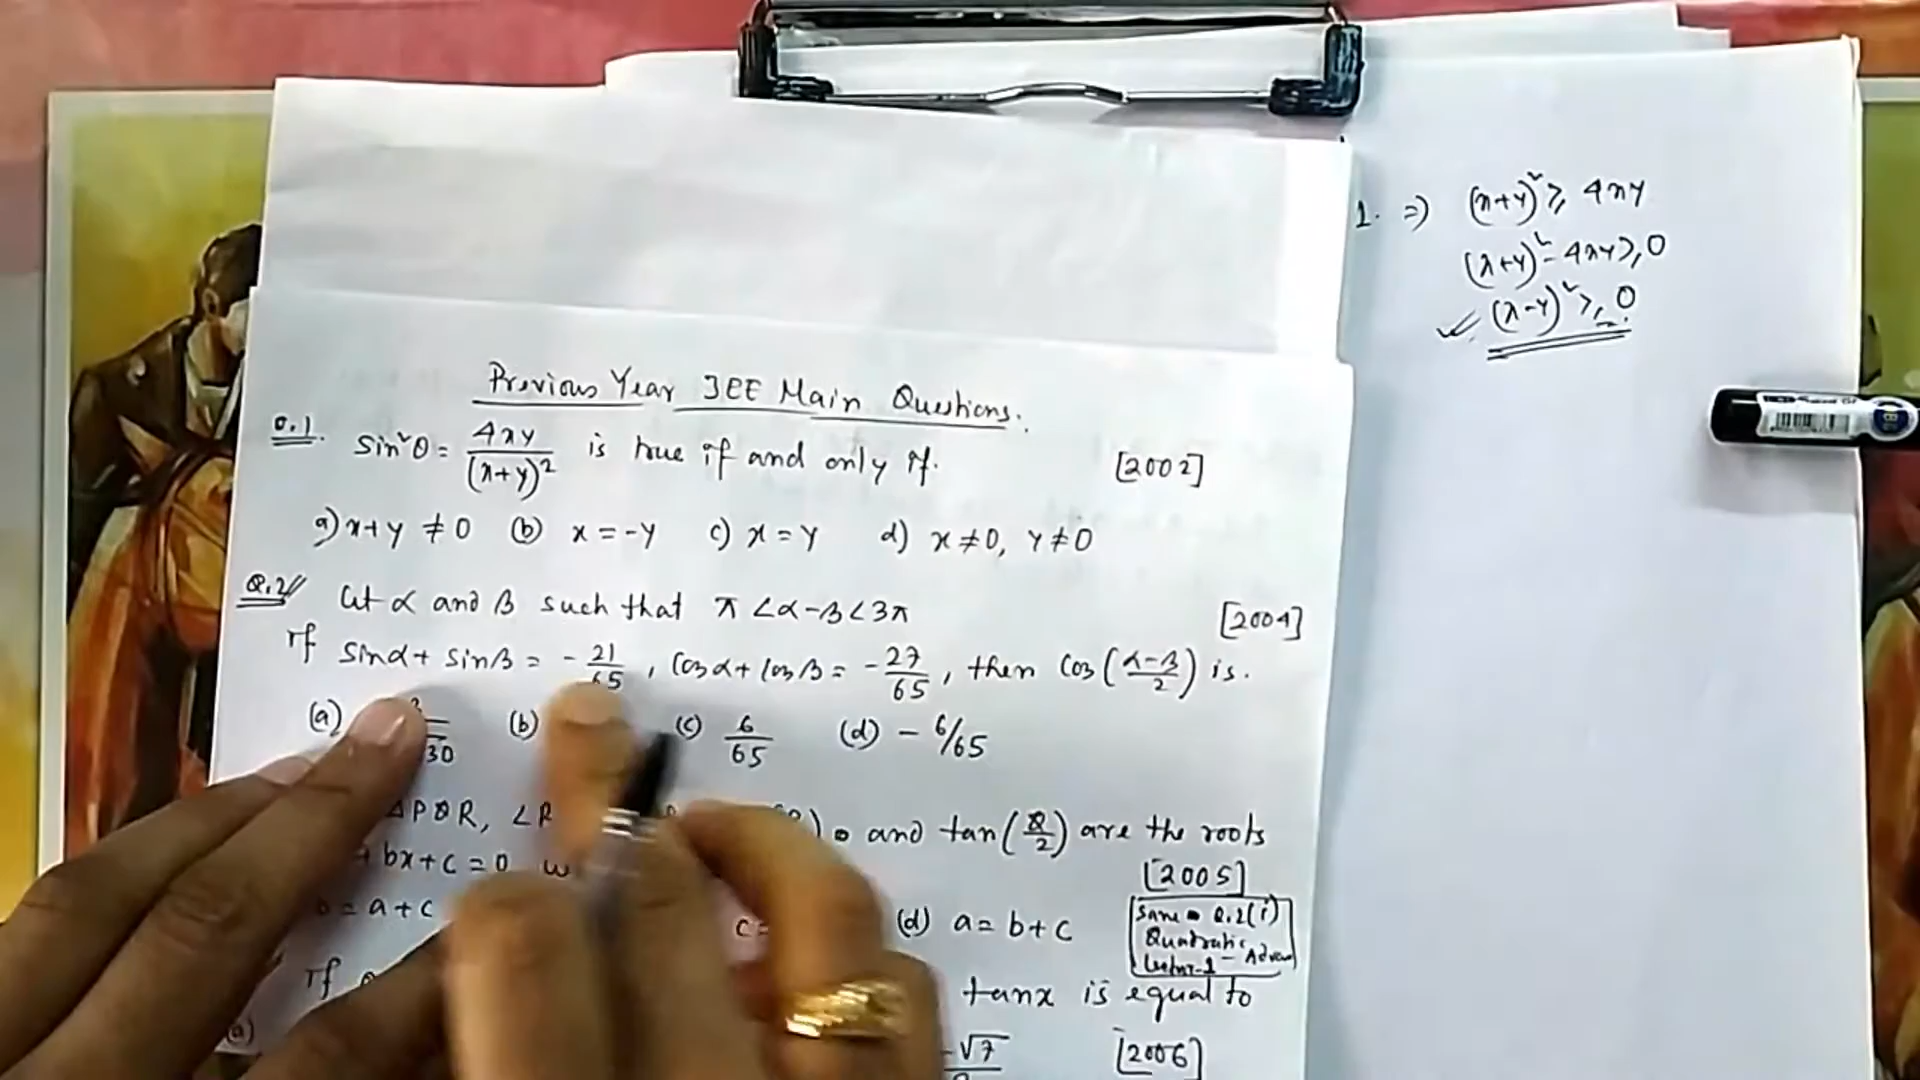 1. ⇒) (x+y)² ≥ 4xy
(x+y)² - 4xy ≥ 0
(x-y)² ≥ 0
Previous Year JEE Main Questions.
Q.1. sin²θ = 4xy/(x+y)² is true if and only if. [2002]
a) x+y ≠ 0 (b) x = -y c) x = y d) x ≠ 0, y ≠ 0
Q.2// Let α and β such that π < α-β < 3π [2004]
If sinα + sinβ = -21/65, Cosα + Cosβ = -27/65, then Cos(α-β/2) is.
(a) 30 (b) (c) 6/65 (d) -6/65
ΔPQR, ∠R ) and tan(Q/2) are the roots
bx + c = 0 [2005]
= a+c (d) a = b+c
Same Q.2(i)
Quadratic
Lecture-1 - Advan
If tanx is equal to
(a) -√7 [2006]